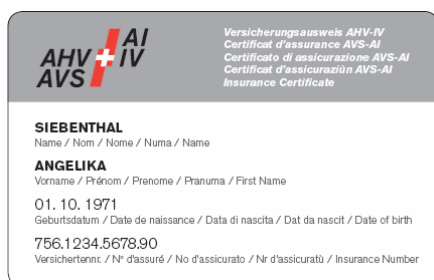 AHV AI
AVS IV
Versicherungsausweis AHV-IV
Certificat d'assurance AVS-AI
Certificato di assicurazione AVS-AI
Certificat d'assicuraziûn AVS-AI
Insurance Certificate
SIEBENTHAL
Name / Nom / Nome / Numa / Name
ANGELIKA
Vorname / Prénom / Prenome / Pranuma / First Name
01. 10. 1971
Geburtsdatum / Date de naissance / Data di nascita / Dat da nascit / Date of birth
756.1234.5678.90
Versichertennr. / N° d'assuré / No d'assicurato / Nr d'assicuratü / Insurance Number